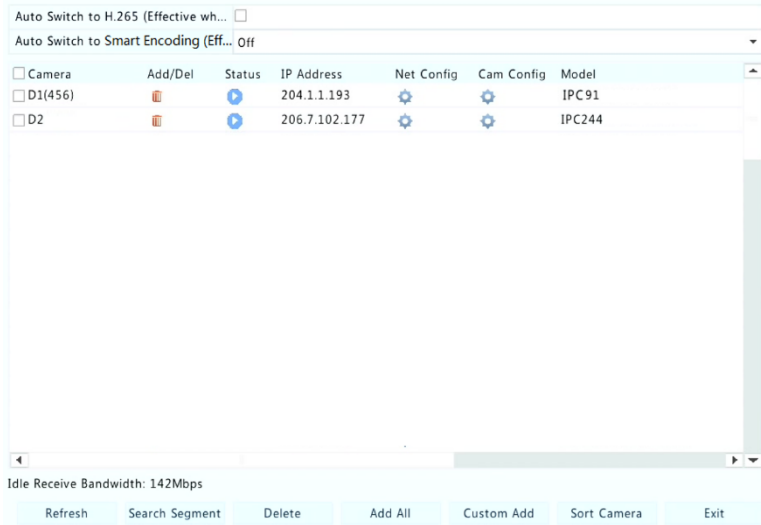 Auto Switch to H.265 (Effective wh...
Auto Switch to Smart Encoding (Eff... Off
Camera Add/Del Status IP Address Net Config Cam Config Model
D1(456) 204.1.1.193 IPC91
D2 206.7.102.177 IPC244
Idle Receive Bandwidth: 142Mbps
Refresh Search Segment Delete Add All Custom Add Sort Camera Exit